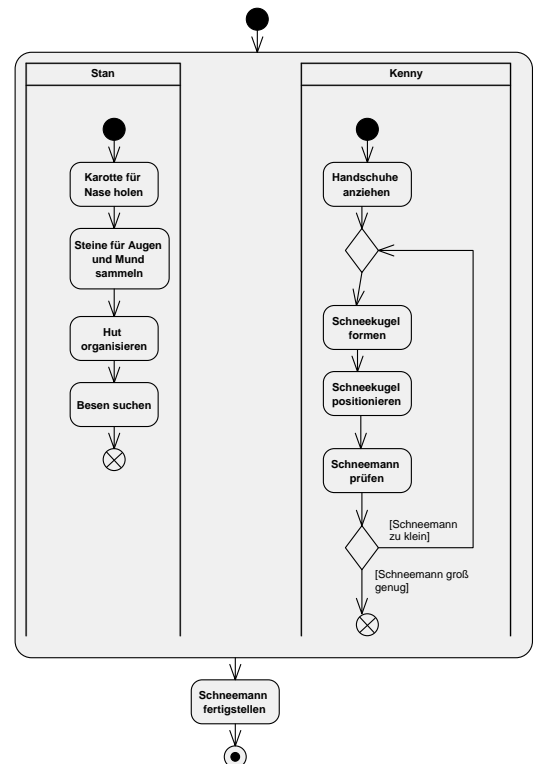 Stan
Karotte für
Nase holen
Steine für Augen
und Mund
sammeln
Hut
organisieren
Besen suchen
Kenny
Handschuhe
anziehen
Schneekugel
formen
Schneekugel
positionieren
Schneemann
prüfen
[Schneemann
zu klein]
[Schneemann groß
genug]
Schneemann
fertigstellen